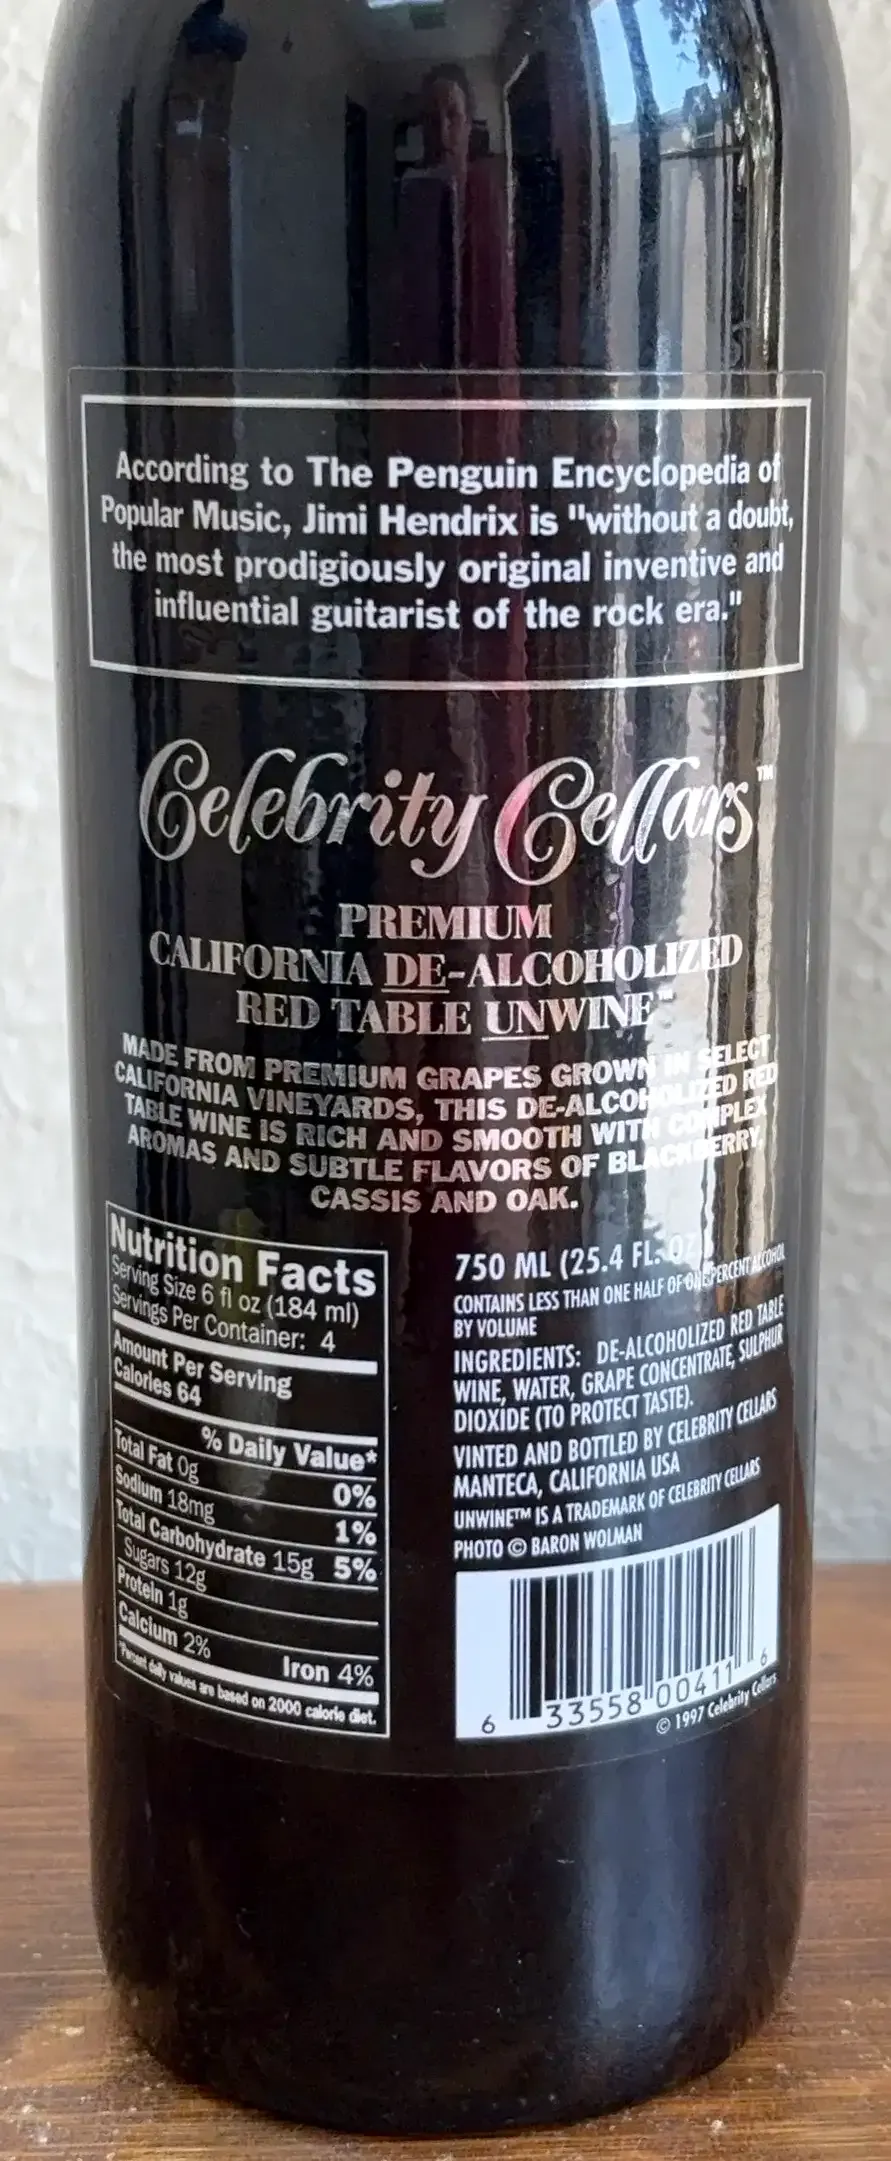 According to The Penguin Encyclopedia of
Popular Music, Jimi Hendrix is "without a doubt,
the most prodigiously original inventive and
influential guitarist of the rock era."
Celebrity Cellars™
PREMIUM
CALIFORNIA DE-ALCOHOLIZED
RED TABLE UNWINE™
MADE FROM PREMIUM GRAPES GROWN IN SELECT
CALIFORNIA VINEYARDS, THIS DE-ALCOHOLIZED RED
TABLE WINE IS RICH AND SMOOTH WITH COMPLEX
AROMAS AND SUBTLE FLAVORS OF BLACKBERRY,
CASSIS AND OAK.
Nutrition Facts
Serving Size 6 fl oz (184 ml)
Servings Per Container: 4
Amount Per Serving
Calories 64
% Daily Value*
Total Fat 0g 0%
Sodium 18mg 1%
Total Carbohydrate 15g 5%
Sugars 12g
Protein 1g
Calcium 2% Iron 4%
*Percent daily values are based on 2000 calorie diet.
750 ML (25.4 FL. OZ.)
CONTAINS LESS THAN ONE HALF OF ONE PERCENT ALCOHOL
BY VOLUME
INGREDIENTS: DE-ALCOHOLIZED RED TABLE
WINE, WATER, GRAPE CONCENTRATE, SULPHUR
DIOXIDE (TO PROTECT TASTE).
VINTED AND BOTTLED BY CELEBRITY CELLARS
MANTECA, CALIFORNIA USA
UNWINE™ IS A TRADEMARK OF CELEBRITY CELLARS
PHOTO © BARON WOLMAN
6 33558 00411 6
© 1997 Celebrity Cellars